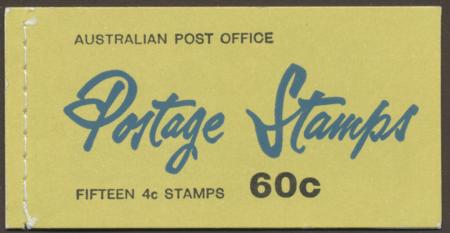 AUSTRALIAN POST OFFICE
Postage Stamps
FIFTEEN 4c STAMPS 60c